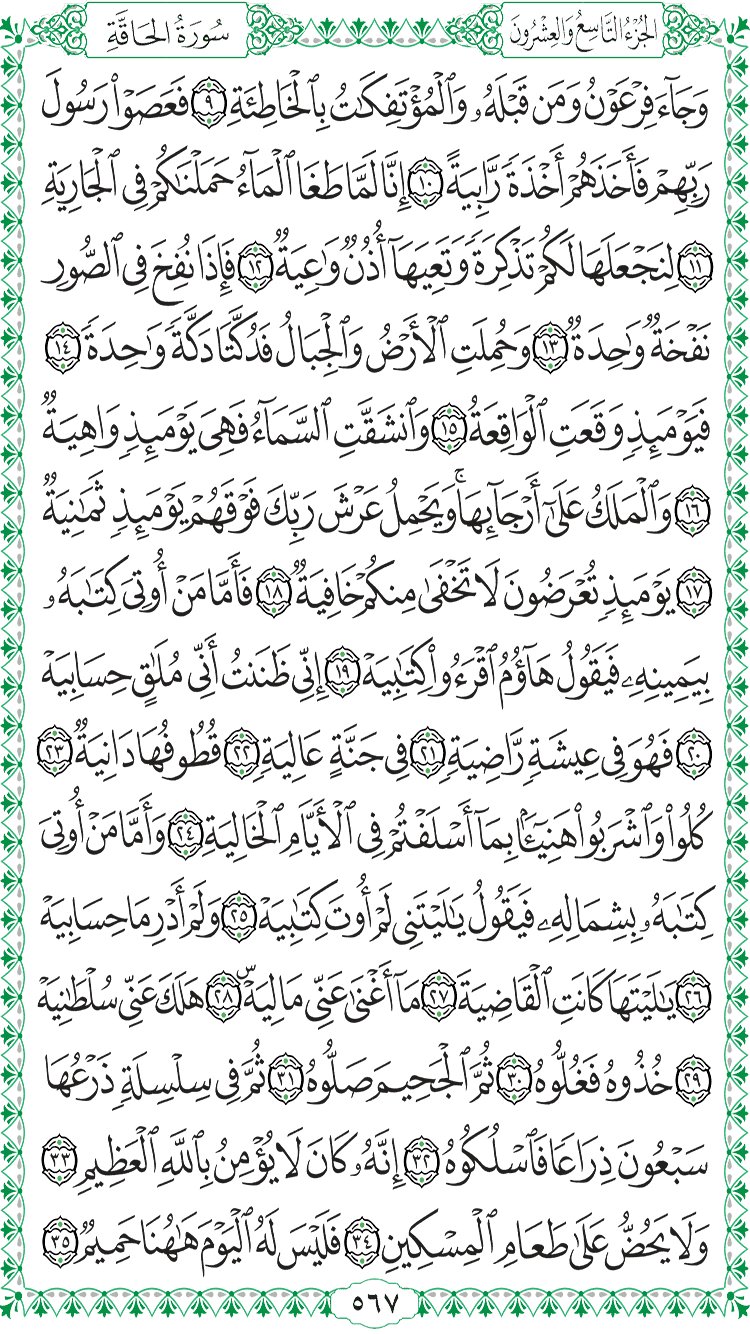 الجُزْءُ التَّاسِعُ وَالعِشْرُونَ
سُورَةُ الحَاقَّةِ
وَجَآءَ فِرْعَوْنُ وَمَن قَبْلَهُۥ وَٱلْمُؤْتَفِكَٰتُ بِٱلْخَاطِئَةِ ٩ فَعَصَوْا۟ رَسُولَ
رَبِّهِمْ فَأَخَذَهُمْ أَخْذَةً رَّابِيَةً ١٠ إِنَّا لَمَّا طَغَا ٱلْمَآءُ حَمَلْنَٰكُمْ فِى ٱلْجَارِيَةِ
١١ لِنَجْعَلَهَا لَكُمْ تَذْكِرَةً وَتَعِيَهَآ أُذُنٌ وَٰعِيَةٌ ١٢ فَإِذَا نُفِخَ فِى ٱلصُّورِ
نَفْخَةٌ وَٰحِدَةٌ ١٣ وَحُمِلَتِ ٱلْأَرْضُ وَٱلْجِبَالُ فَدُكَّتَا دَكَّةً وَٰحِدَةً ١٤
فَيَوْمَئِذٍ وَقَعَتِ ٱلْوَاقِعَةُ ١٥ وَٱنشَقَّتِ ٱلسَّمَآءُ فَهِىَ يَوْمَئِذٍ وَاهِيَةٌ
١٦ وَٱلْمَلَكُ عَلَىٰٓ أَرْجَآئِهَا ۚ وَيَحْمِلُ عَرْشَ رَبِّكَ فَوْقَهُمْ يَوْمَئِذٍ ثَمَٰنِيَةٌ
١٧ يَوْمَئِذٍ تُعْرَضُونَ لَا تَخْفَىٰ مِنكُمْ خَافِيَةٌ ١٨ فَأَمَّا مَنْ أُوتِىَ كِتَٰبَهُۥ
بِيَمِينِهِۦ فَيَقُولُ هَآؤُمُ ٱقْرَءُوا۟ كِتَٰبِيَهْ ١٩ إِنِّى ظَنَنتُ أَنِّى مُلَٰقٍ حِسَابِيَهْ
٢٠ فَهُوَ فِى عِيشَةٍ رَّاضِيَةٍ ٢١ فِى جَنَّةٍ عَالِيَةٍ ٢٢ قُطُوفُهَا دَانِيَةٌ ٢٣
كُلُوا۟ وَٱشْرَبُوا۟ هَنِيٓـًٔۢا بِمَآ أَسْلَفْتُمْ فِى ٱلْأَيَّامِ ٱلْخَالِيَةِ ٢٤ وَأَمَّا مَنْ أُوتِىَ
كِتَٰبَهُۥ بِشِمَالِهِۦ فَيَقُولُ يَٰلَيْتَنِى لَمْ أُوتَ كِتَٰبِيَهْ ٢٥ وَلَمْ أَدْرِ مَا حِسَابِيَهْ
٢٦ يَٰلَيْتَهَا كَانَتِ ٱلْقَاضِيَةَ ٢٧ مَآ أَغْنَىٰ عَنِّى مَالِيَهْ ۜ ٢٨ هَلَكَ عَنِّى سُلْطَٰنِيَهْ
٢٩ خُذُوهُ فَغُلُّوهُ ٣٠ ثُمَّ ٱلْجَحِيمَ صَلُّوهُ ٣١ ثُمَّ فِى سِلْسِلَةٍ ذَرْعُهَا
سَبْعُونَ ذِرَاعًا فَٱسْلُكُوهُ ٣٢ إِنَّهُۥ كَانَ لَا يُؤْمِنُ بِٱللَّهِ ٱلْعَظِيمِ ٣٣
وَلَا يَحُضُّ عَلَىٰ طَعَامِ ٱلْمِسْكِينِ ٣٤ فَلَيْسَ لَهُ ٱلْيَوْمَ هَٰهُنَا حَمِيمٌ ٣٥
٥٦٧